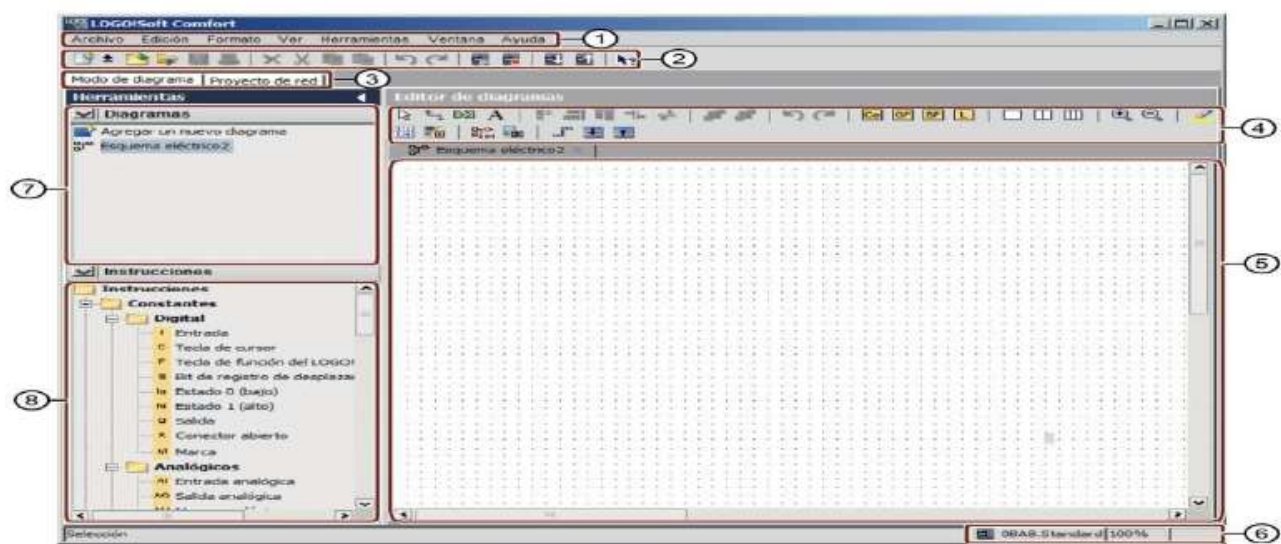 LOGO!Soft Comfort
Archivo Edición Formato Ver Herramientas Ventana Ayuda
1
2
Modo de diagrama Proyecto de red
3
Herramientas
Editor de diagramas
Diagramas
Co GF SF L
4
Agregar un nuevo diagrama
Esquema eléctrico2
Esquema eléctrico2
7
5
Instrucciones
Instrucciones
Constantes
Digital
I Entrada
C Tecla de cursor
F Tecla de función del LOGO!
S Bit de registro de desplaza
lo Estado 0 (bajo)
hi Estado 1 (alto)
Q Salida
X Conector abierto
M Marca
8
Analógicos
AI Entrada analógica
AQ Salida analógica
Selección
0BA8.Standard 100%
6